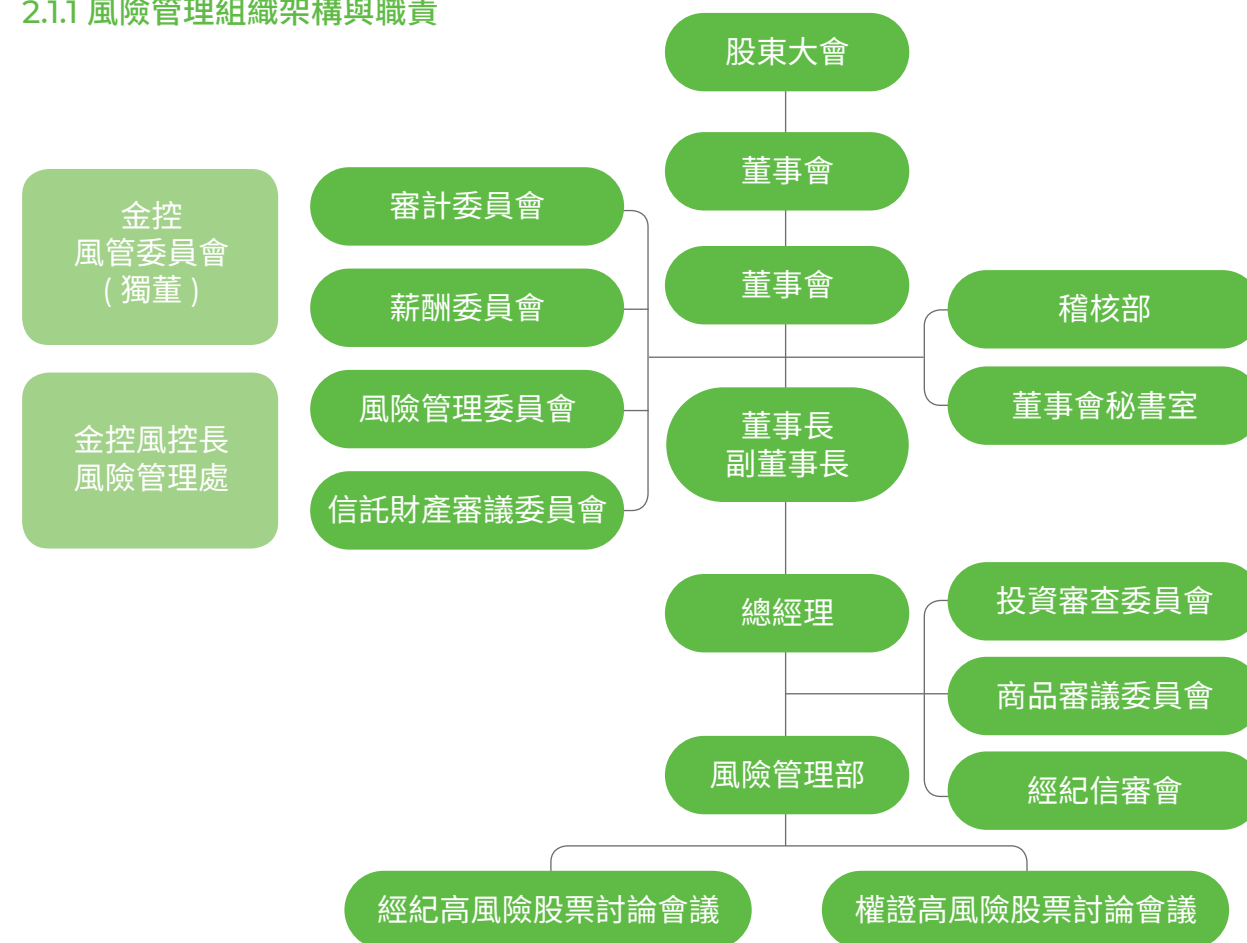 2.1.1 風險管理組織架構與職責
股東大會
董事會
金控
風管委員會
( 獨董 )
審計委員會
董事會
薪酬委員會
稽核部
金控風控長
風險管理處
風險管理委員會
董事長
副董事長
董事會秘書室
信託財產審議委員會
總經理
投資審查委員會
商品審議委員會
風險管理部
經紀信審會
經紀高風險股票討論會議
權證高風險股票討論會議